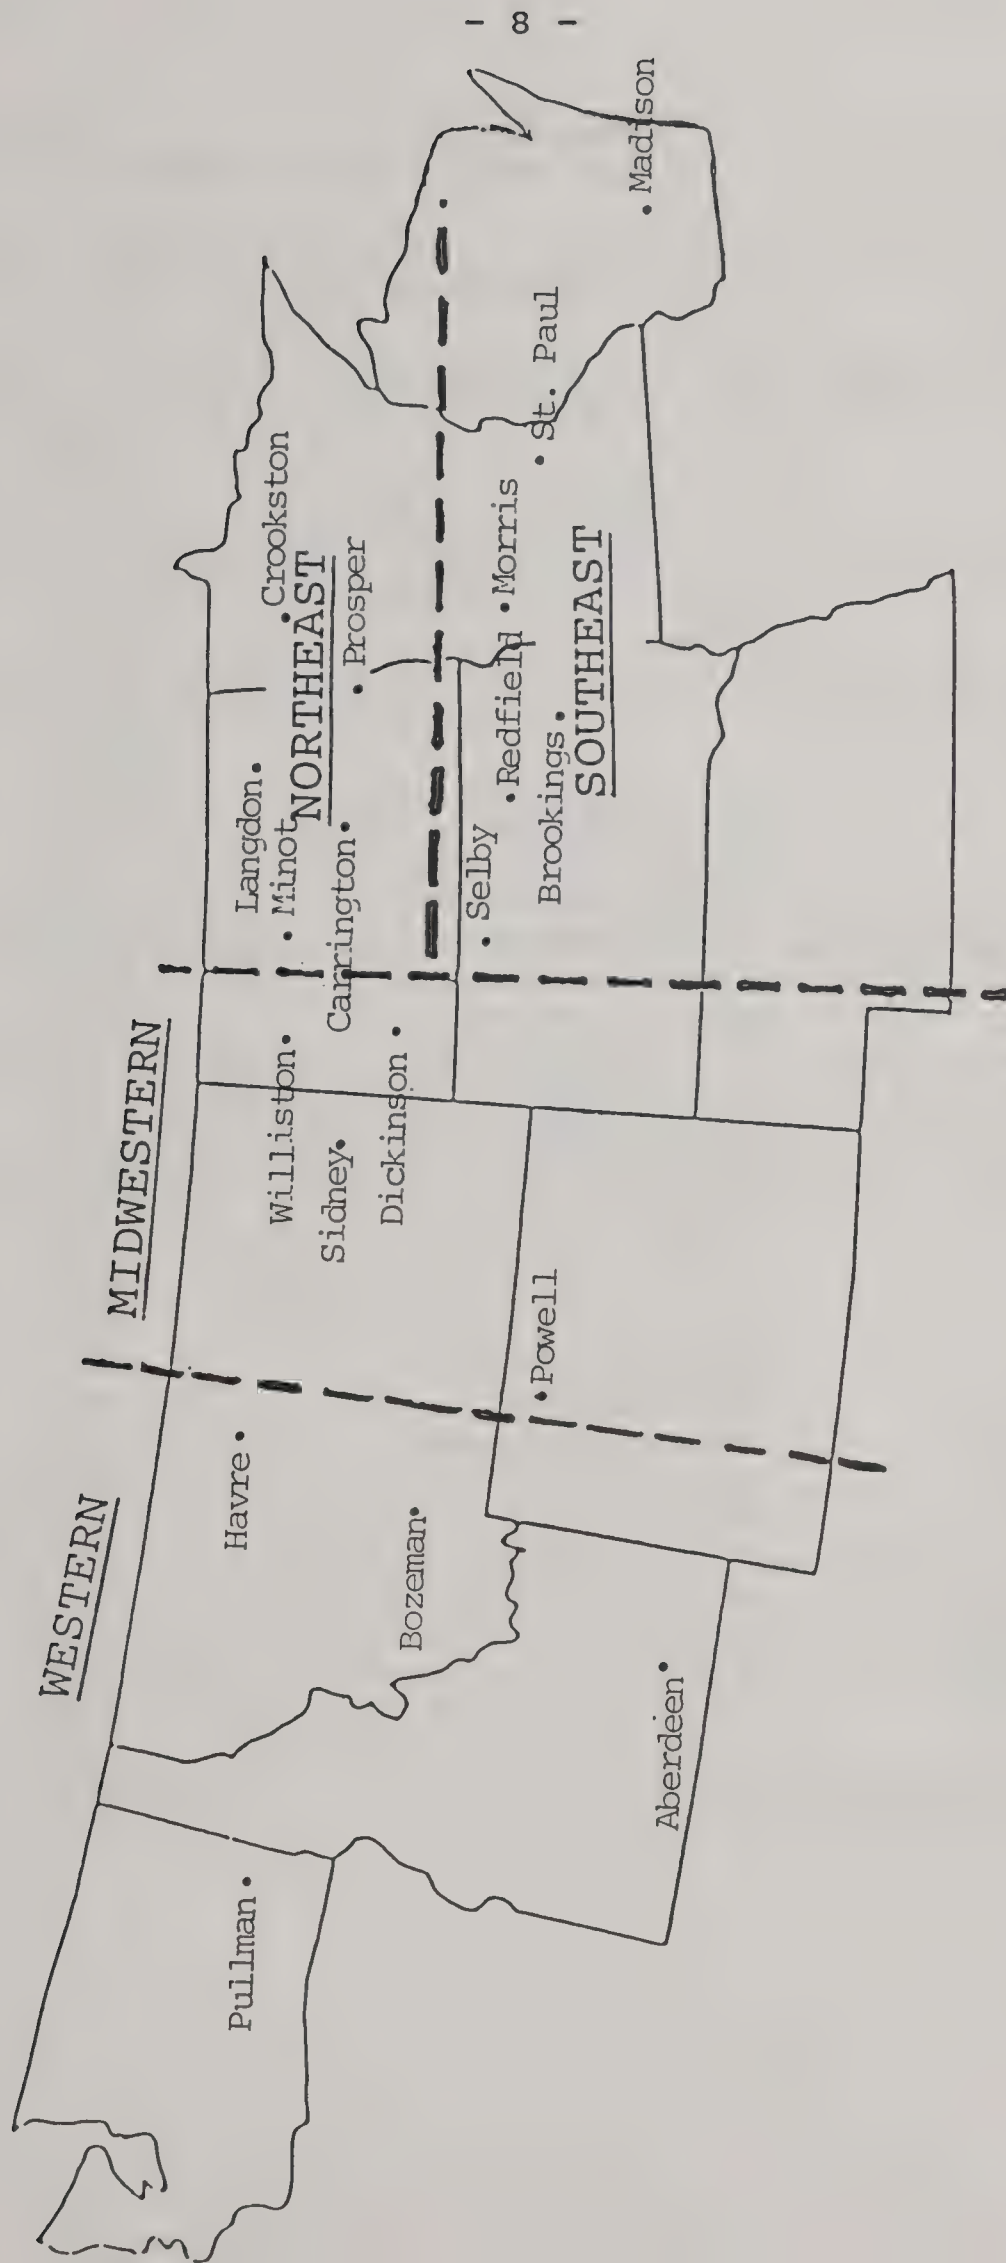 - 8 -
WESTERN
MIDWESTERN
Pullman
Havre
Bozeman
Aberdeen
Williston
Sidney
Dickinson
Powell
Langdon
Minot
Carrington
NORTHEAST
Crookston
Prosper
Selby
Redfield
Morris
Brookings
St. Paul
SOUTHEAST
Madison